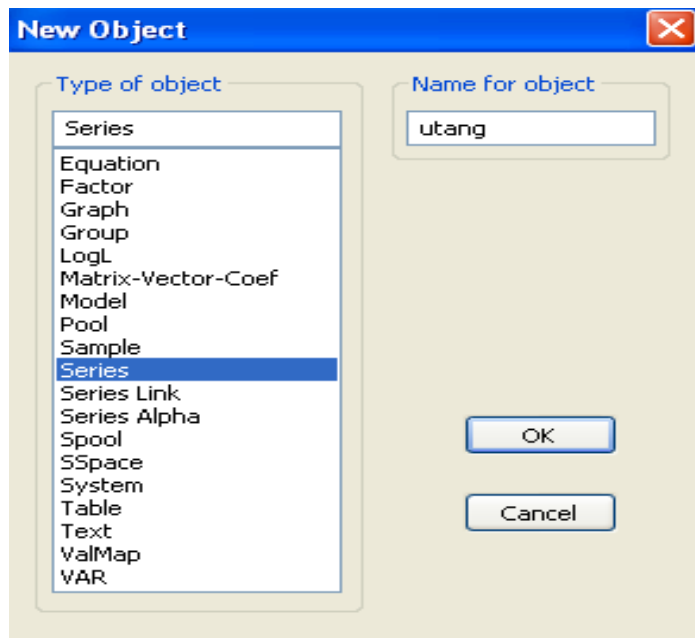 New Object
Type of object
Series
Equation
Factor
Graph
Group
LogL
Matrix-Vector-Coef
Model
Pool
Sample
Series
Series Link
Series Alpha
Spool
SSpace
System
Table
Text
ValMap
VAR
Name for object
utang
OK
Cancel